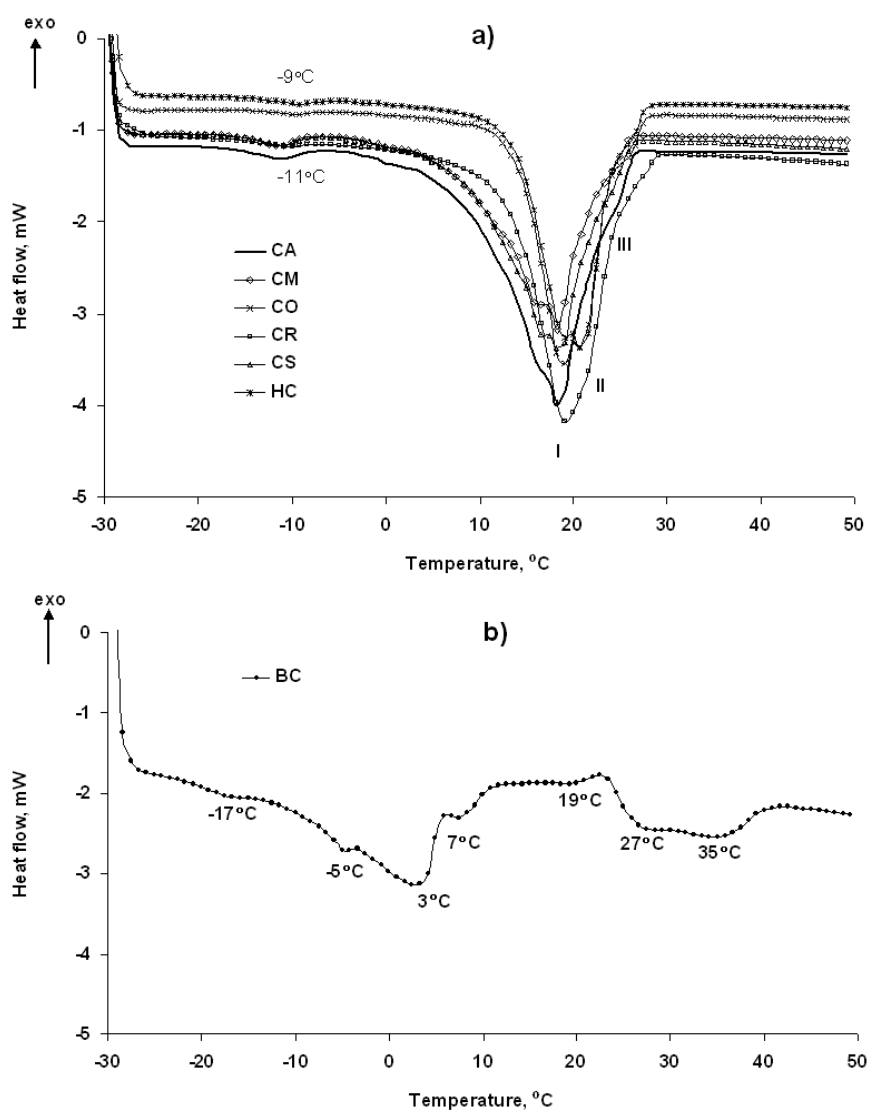 exo
a)
0
-1
-2
-3
-4
-5
Heat flow, mW
-9°C
-11°C
CA
CM
CO
CR
CS
HC
I
II
III
-30 -20 -10 0 10 20 30 40 50
Temperature, °C
exo
b)
0
-1
-2
-3
-4
-5
Heat flow, mW
BC
-17°C
-5°C
3°C
7°C
19°C
27°C
35°C
-30 -20 -10 0 10 20 30 40 50
Temperature, °C